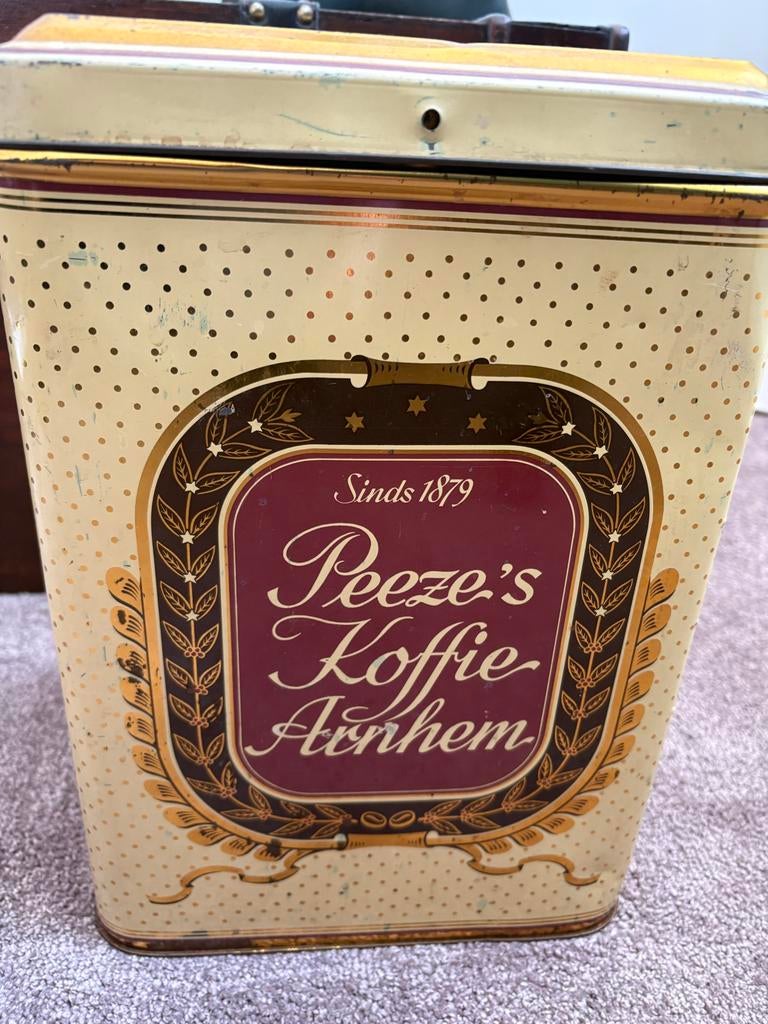 Sinds 1879
Peeze's
Koffie
Arnhem